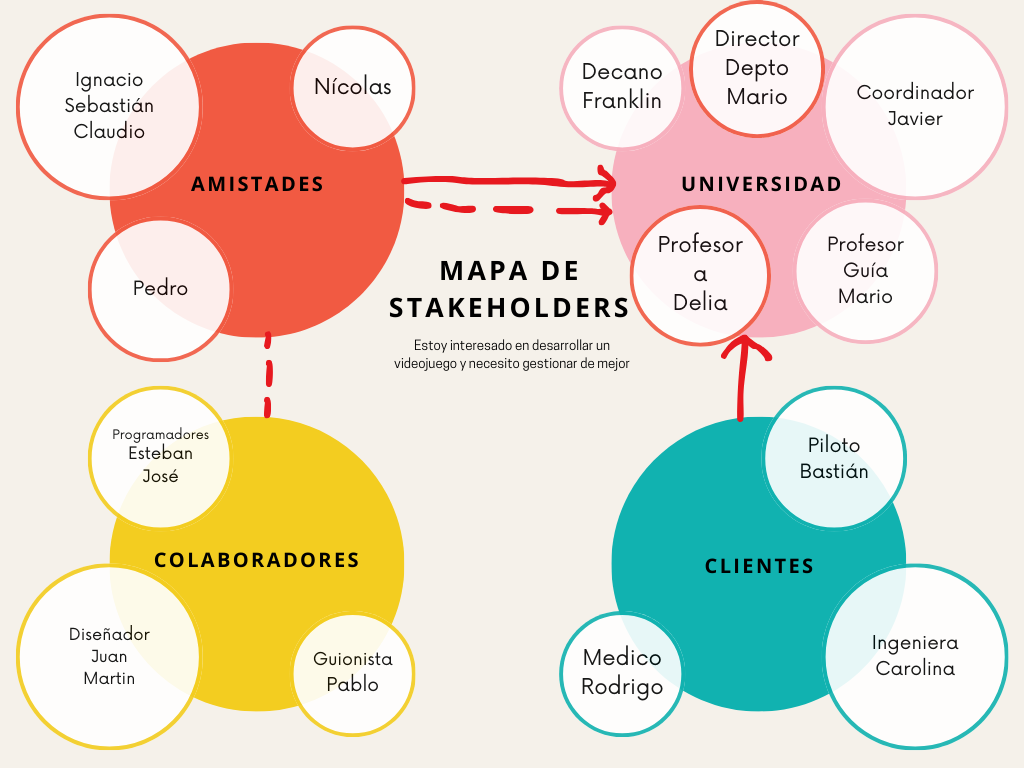 Ignacio
Sebastián
Claudio
Nícolas
AMISTADES
Pedro
Decano
Franklin
Director
Depto
Mario
Coordinador
Javier
UNIVERSIDAD
Profesor
a
Delia
Profesor
Guía
Mario
MAPA DE
STAKEHOLDERS
Estoy interesado en desarrollar un
videojuego y necesito gestionar de mejor
Programadores
Esteban
José
COLABORADORES
Diseñador
Juan
Martin
Guionista
Pablo
Piloto
Bastián
CLIENTES
Medico
Rodrigo
Ingeniera
Carolina